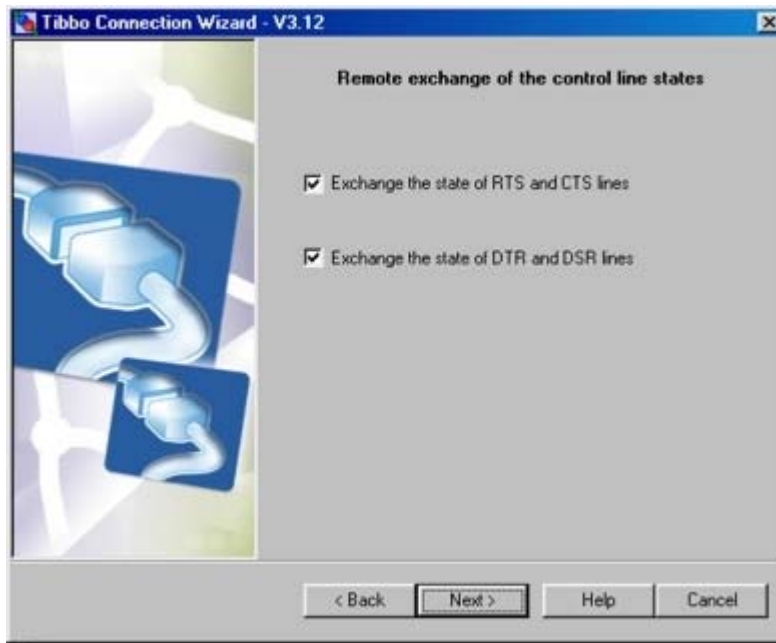 Tibbo Connection Wizard - V3.12
Remote exchange of the control line states
Exchange the state of RTS and CTS lines
Exchange the state of DTR and DSR lines
< Back
Next >
Help
Cancel